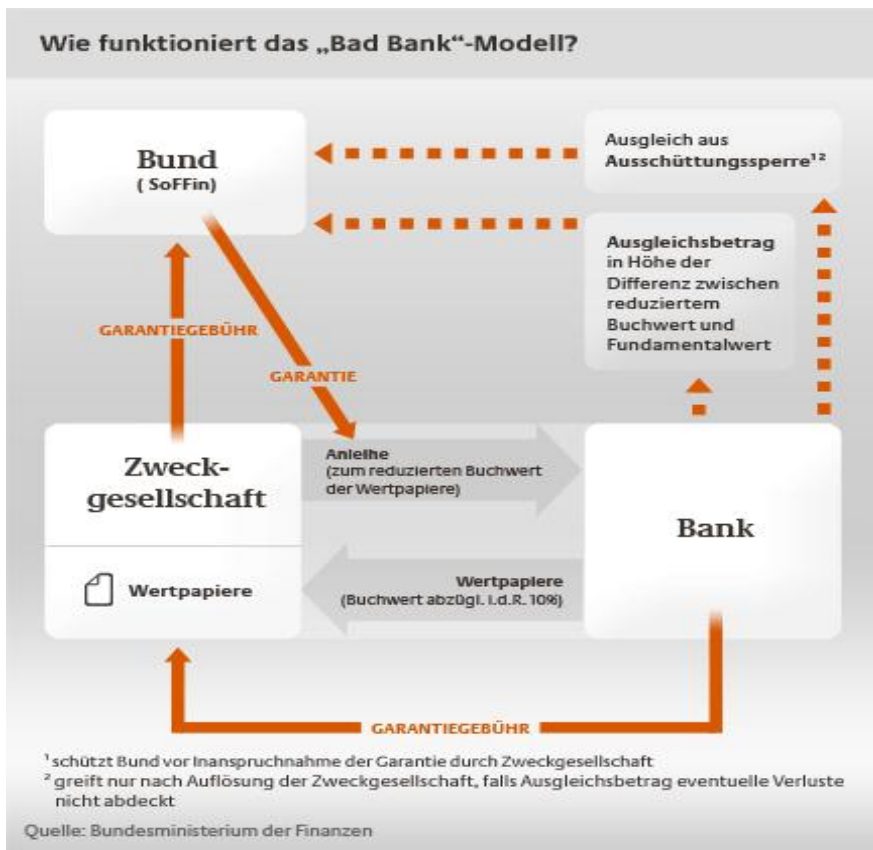 Wie funktioniert das „Bad Bank“-Modell?
Bund
( SoFFin)
Ausgleich aus
Ausschüttungssperre¹²
Ausgleichsbetrag
in Höhe der
Differenz zwischen
reduziertem
Buchwert und
Fundamentalwert
GARANTIEGEBÜHR
GARANTIE
Zweck-
gesellschaft
Wertpapiere
Anleihe
(zum reduzierten Buchwert
der Wertpapiere)
Wertpapiere
(Buchwert abzügl. i.d.R. 10%)
Bank
GARANTIEGEBÜHR
¹ schützt Bund vor Inanspruchnahme der Garantie durch Zweckgesellschaft
² greift nur nach Auflösung der Zweckgesellschaft, falls Ausgleichsbetrag eventuelle Verluste
nicht abdeckt
Quelle: Bundesministerium der Finanzen